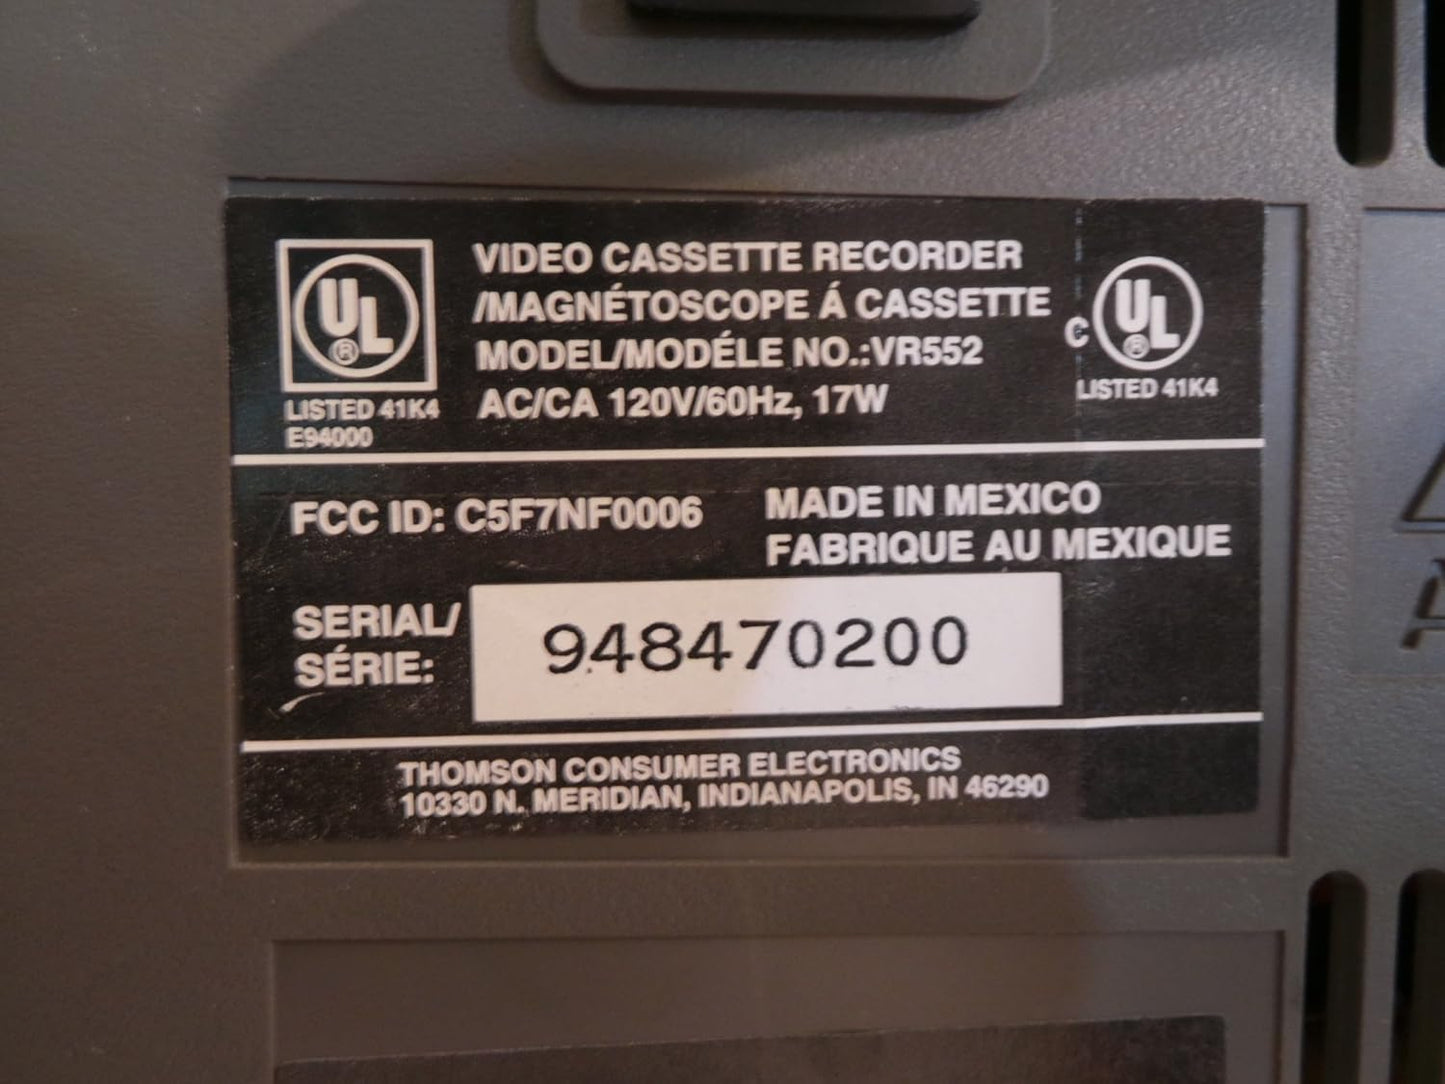 UL®
LISTED 41K4
E94000
VIDEO CASSETTE RECORDER
/MAGNÉTOSCOPE Á CASSETTE
MODEL/MODÉLE NO.:VR552
AC/CA 120V/60Hz, 17W
c UL®
LISTED 41K4
FCC ID: C5F7NF0006
MADE IN MEXICO
FABRIQUE AU MEXIQUE
SERIAL/
SÉRIE:
948470200
THOMSON CONSUMER ELECTRONICS
10330 N. MERIDIAN, INDIANAPOLIS, IN 46290